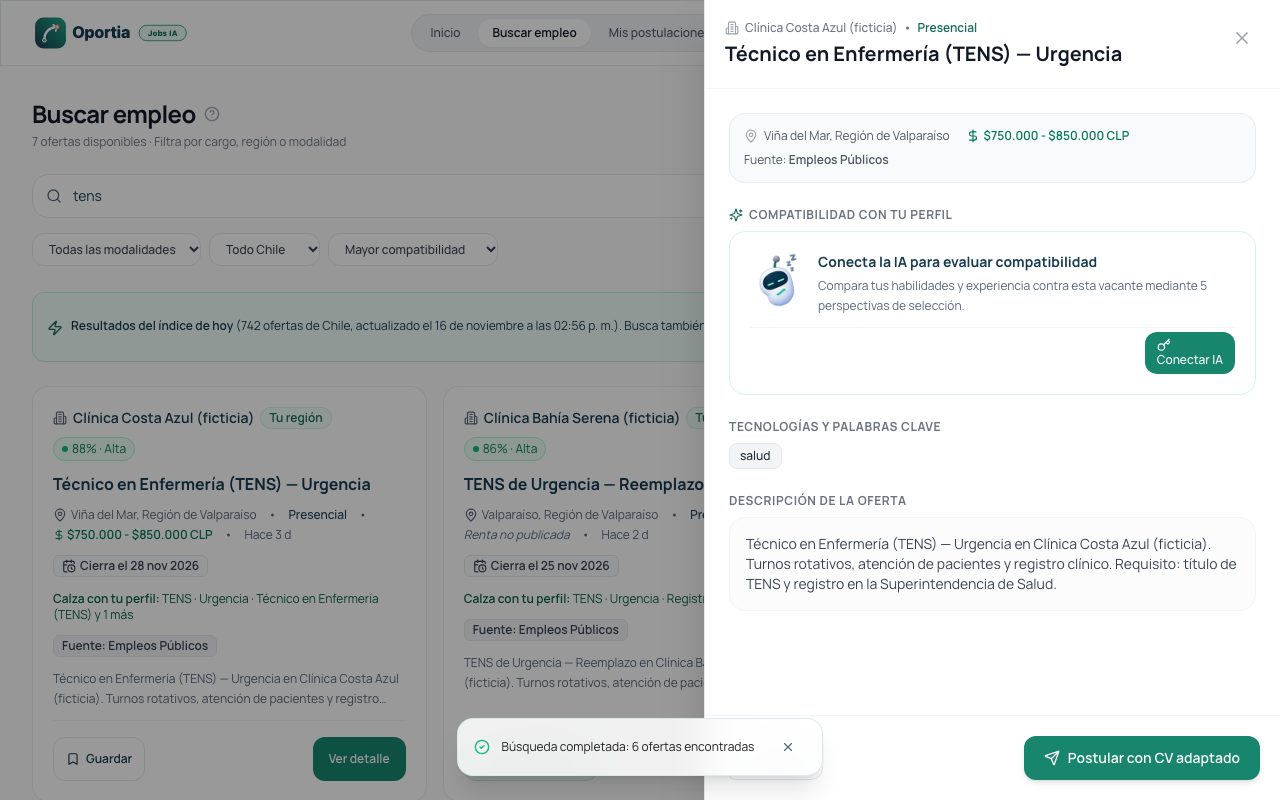 Oportia Jobs IA
Inicio Buscar empleo Mis postulacione
Buscar empleo
7 ofertas disponibles · Filtra por cargo, región o modalidad
tens
Todas las modalidades Todo Chile Mayor compatibilidad
Resultados del índice de hoy (742 ofertas de Chile, actualizado el 16 de noviembre a las 02:56 p. m.). Busca también
Clínica Costa Azul (ficticia) Tu región
88% · Alta
Técnico en Enfermería (TENS) — Urgencia
Viña del Mar, Región de Valparaíso • Presencial •
$750.000 - $850.000 CLP • Hace 3 d
Cierra el 28 nov 2026
Calza con tu perfil: TENS · Urgencia · Técnico en Enfermería
(TENS) y 1 más
Fuente: Empleos Públicos
Técnico en Enfermería (TENS) — Urgencia en Clínica Costa Azul
(ficticia). Turnos rotativos, atención de pacientes y registro…
Guardar Ver detalle
Clínica Bahía Serena (ficticia)
86% · Alta
TENS de Urgencia — Reemplazo
Valparaíso, Región de Valparaíso • Pre
Renta no publicada • Hace 2 d
Cierra el 25 nov 2026
Calza con tu perfil: TENS · Urgencia · Registr
Fuente: Empleos Públicos
TENS de Urgencia — Reemplazo en Clínica B
(ficticia). Turnos rotativos, atención de paci
Búsqueda completada: 6 ofertas encontradas
Clínica Costa Azul (ficticia) • Presencial
Técnico en Enfermería (TENS) — Urgencia
Viña del Mar, Región de Valparaíso $750.000 - $850.000 CLP
Fuente: Empleos Públicos
COMPATIBILIDAD CON TU PERFIL
Conecta la IA para evaluar compatibilidad
Compara tus habilidades y experiencia contra esta vacante mediante 5
perspectivas de selección.
Conectar IA
TECNOLOGÍAS Y PALABRAS CLAVE
salud
DESCRIPCIÓN DE LA OFERTA
Técnico en Enfermería (TENS) — Urgencia en Clínica Costa Azul (ficticia).
Turnos rotativos, atención de pacientes y registro clínico. Requisito: título de
TENS y registro en la Superintendencia de Salud.
Postular con CV adaptado